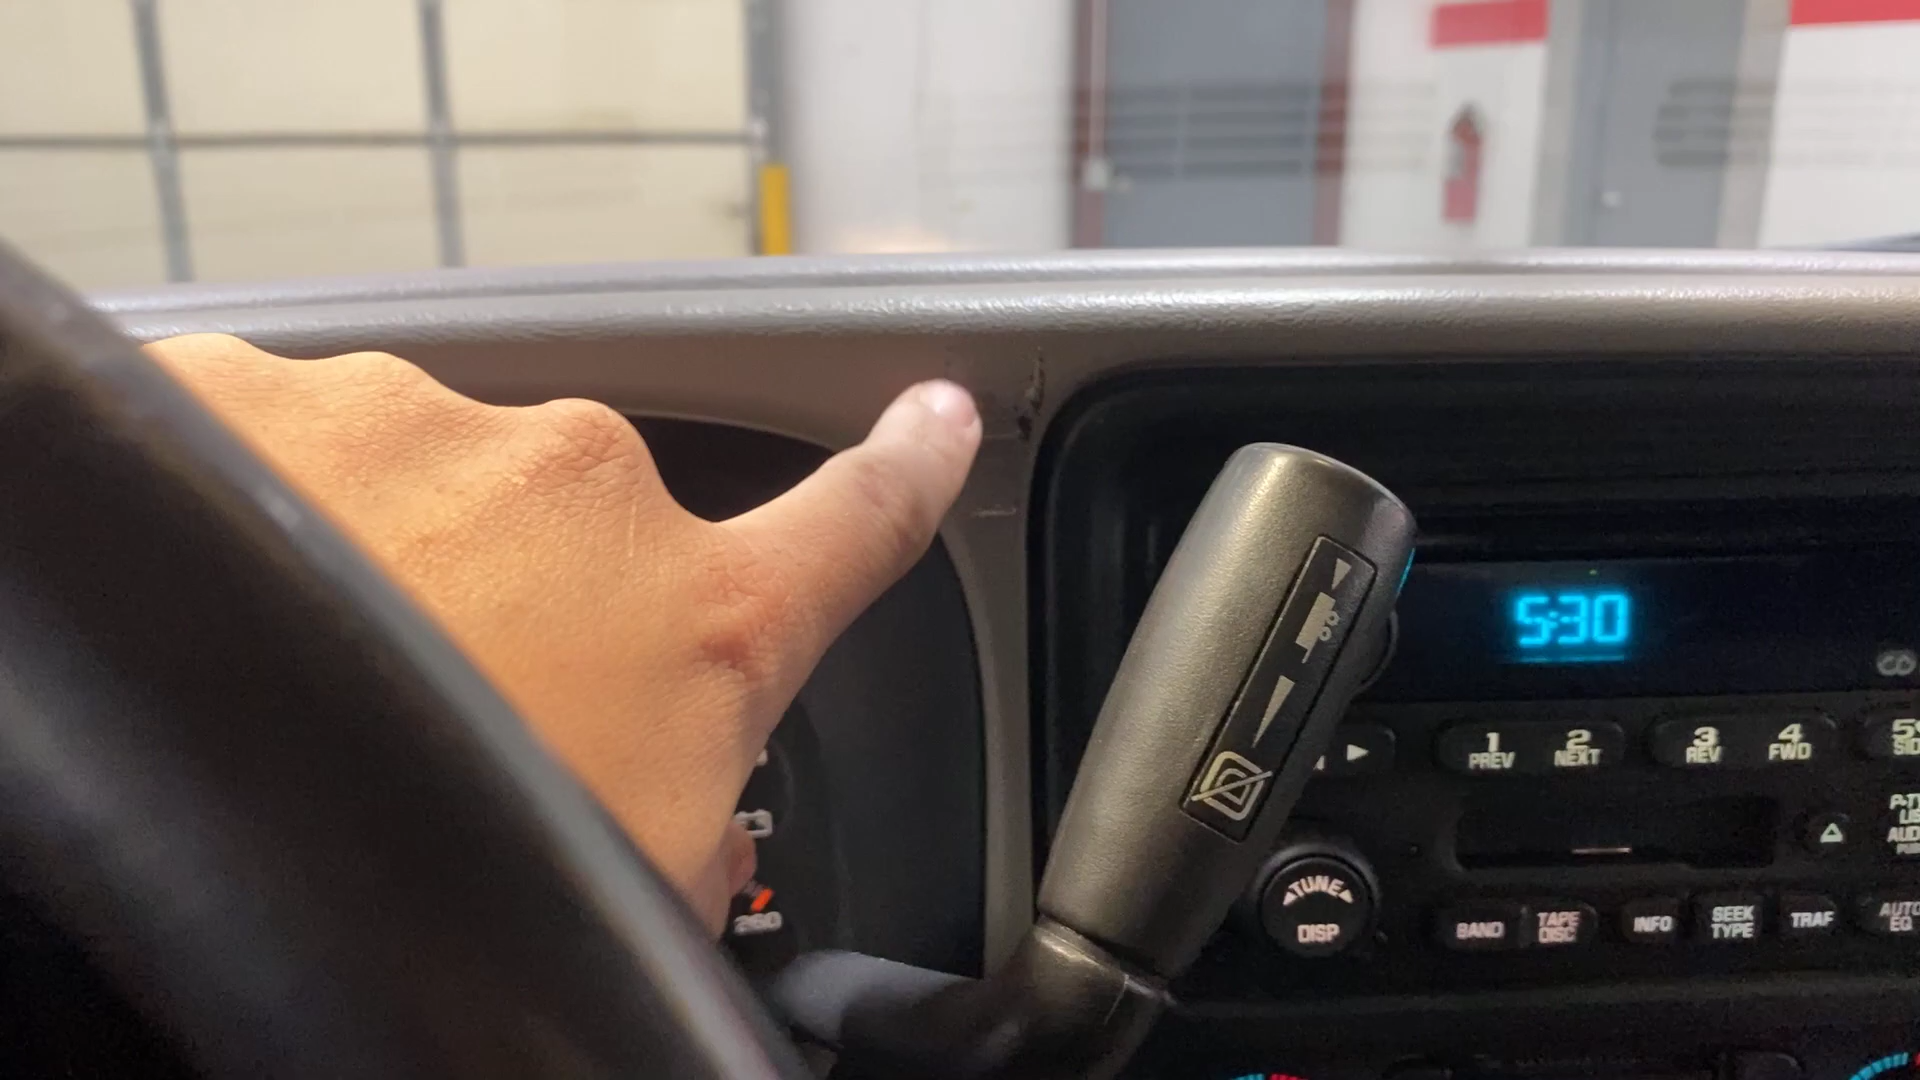 5:30
1
PREV
2
NEXT
3
REV
4
FWD
TUNE
DISP
BAND
TAPE
DISC
INFO
SEEK
TYPE
TRAF
AUTO
EQ
260